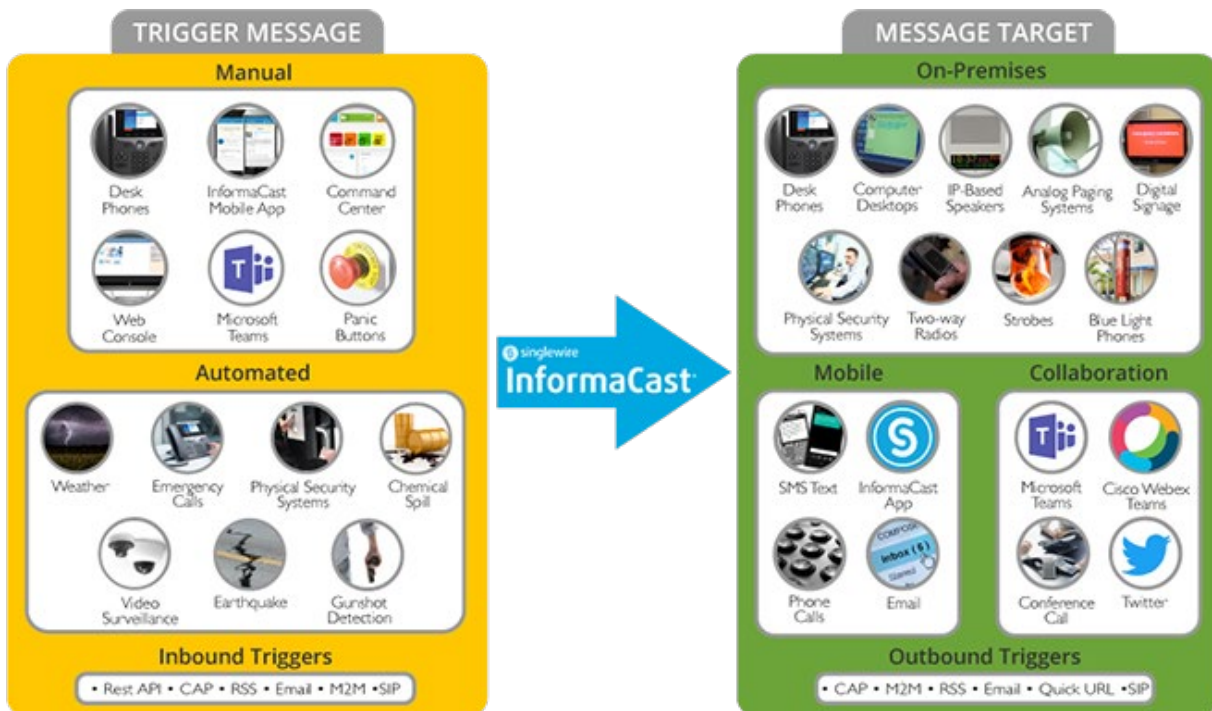 TRIGGER MESSAGE
Manual
Desk
Phones
InformaCast
Mobile App
Command
Center
Web
Console
Microsoft
Teams
Panic
Buttons
Automated
Weather
Emergency
Calls
Physical Security
Systems
Chemical
Spill
Video
Surveillance
Earthquake
Gunshot
Detection
Inbound Triggers
• Rest API • CAP • RSS • Email • M2M •SIP
singlewire
InformaCast
MESSAGE TARGET
On-Premises
Desk
Phones
Computer
Desktops
IP-Based
Speakers
Analog Paging
Systems
Digital
Signage
Physical Security
Systems
Two-way
Radios
Strobes
Blue Light
Phones
Mobile
SMS Text
InformaCast
App
COMPOSE
Inbox (6)
Starred
Phone
Calls
Email
Collaboration
Microsoft
Teams
Cisco Webex
Teams
Conference
Call
Twitter
Outbound Triggers
• CAP • M2M • RSS • Email • Quick URL •SIP